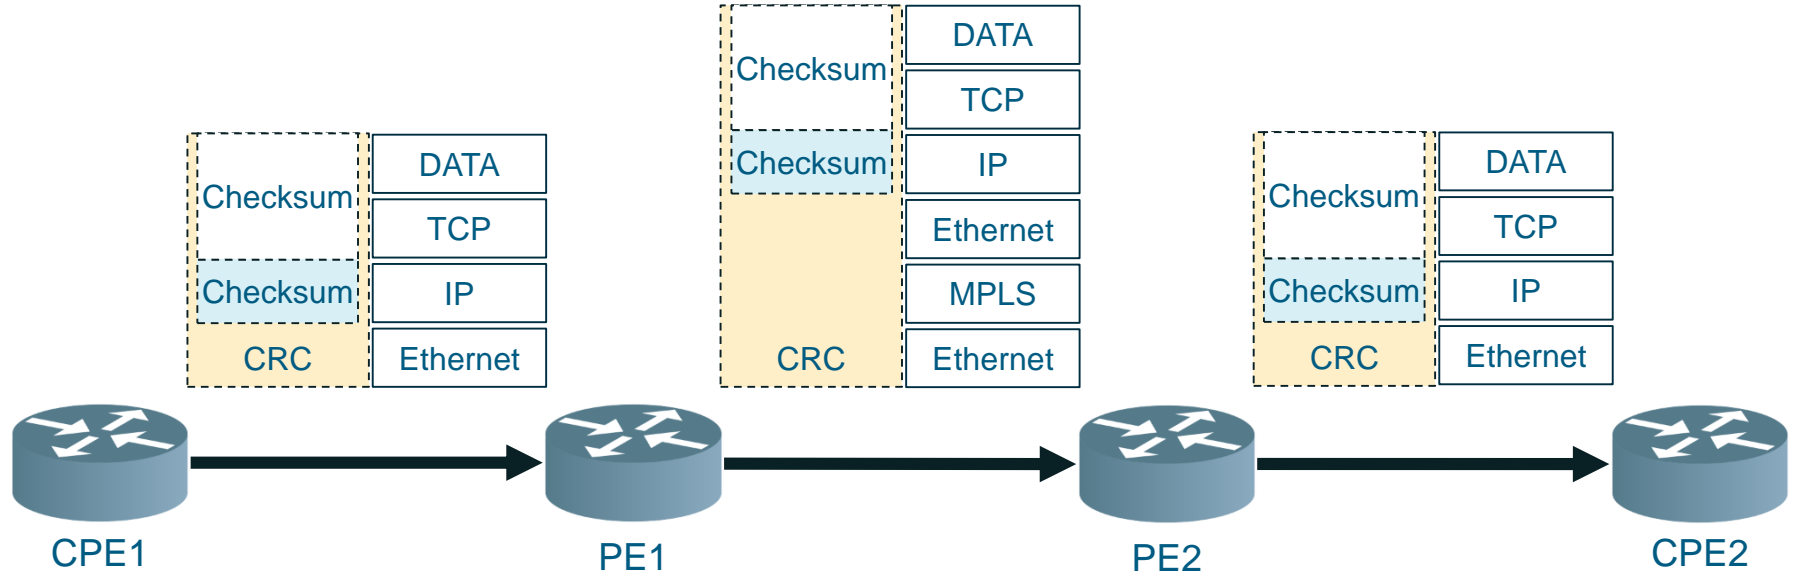 Checksum
Checksum
CRC
DATA
TCP
IP
Ethernet
Checksum
Checksum
CRC
DATA
TCP
IP
Ethernet
MPLS
Ethernet
Checksum
Checksum
CRC
DATA
TCP
IP
Ethernet
CPE1
PE1
PE2
CPE2